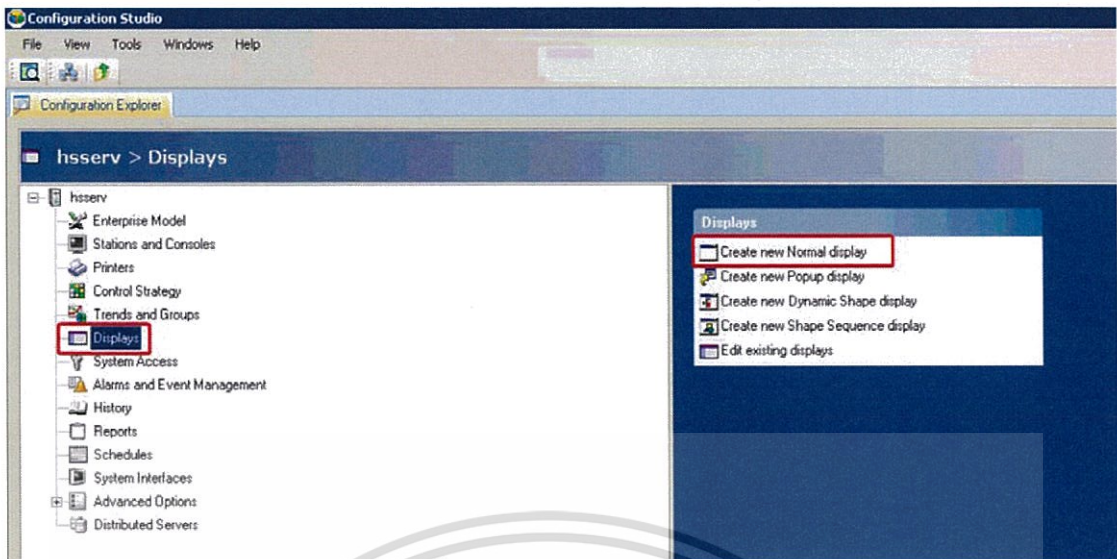 Configuration Studio
File View Tools Windows Help
Configuration Explorer
hsserv > Displays
hsserv
Enterprise Model
Stations and Consoles
Printers
Control Strategy
Trends and Groups
Displays
System Access
Alarms and Event Management
History
Reports
Schedules
System Interfaces
Advanced Options
Distributed Servers
Displays
Create new Normal display
Create new Popup display
Create new Dynamic Shape display
Create new Shape Sequence display
Edit existing displays